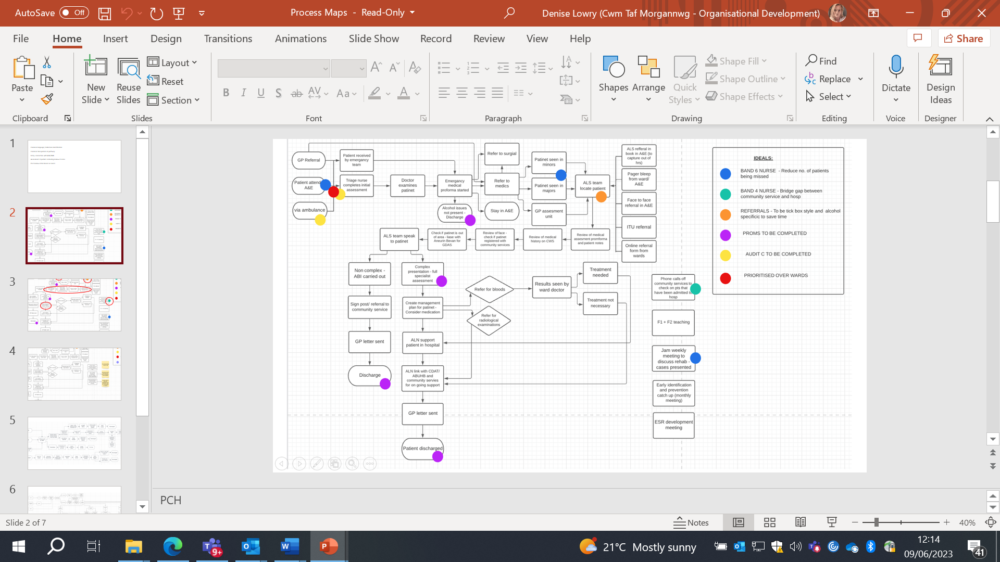 AutoSave Off
Process Maps - Read-Only
Denise Lowry (Cwm Taf Morgannwg - Organisational Development)
File Home Insert Design Transitions Animations Slide Show Record Review View Help
Share
Paste
New
Slide
Reuse
Slides
Layout
Reset
Section
B I U S ab AV Aa A
Shapes
Arrange
Quick
Styles
Shape Fill
Shape Outline
Shape Effects
Find
Replace
Select
Dictate
Design
Ideas
Clipboard
Slides
Font
Paragraph
Drawing
Editing
Voice
Designer
1
2
3
4
5
6
GP Referral
Patient attends
A&E
via ambulance
Patient received
by emergancy
team
Triage nurse
completes initial
assessment
Doctor
examines
patinet
Emergancy
medical
proforma started
Alcohol issues
not present -
Discharge
Refer to surgial
Refer to
medics
Stay in A&E
Patinet seen in
minors
Patinet seen in
majors
GP assesment
unit
ALS team
locate patient
ALS refferal in
book in A&E (to
capture out of
hrs)
Pager bleep
from ward/
A&E
Face to face
referral in A&E
ITU referral
Online referral
form from
wards
ALS team speak
to patinet
Check if patinet is out
of area - liase with
Aneurin Bevan for
GDAS
Review of face -
check if patinet
registered with
community services
Review of medical
history on CWS
Review of medical
assesment promforma
and patient notes
Non complex -
ABI carried out
Complex
presentation - full
specialist
assessment
Sign post/ referral to
community service
Create management
plan for patinet -
Consider medication
GP letter sent
ALN support
patient in hospital
Discharge
ALN link with CDAT/
ABUHB and
community servies
for on going support
GP letter sent
Patient discharged
Refer for bloods
Refer for
radiological
examinations
Results seen by
ward doctor
Treatment
needed
Treatment not
necessary
Phone calls off
community services to
check on pts that
have been admitted to
hosp
F1 + F2 teaching
Jam weekly
meeting to
discuss rehab -
cases presented
Early identification
and prevention
catch up (monthly
meeting)
ESR development
meeting
IDEALS:
BAND 6 NURSE - Reduce no. of patients
being missed
BAND 4 NURSE - Bridge gap between
community service and hosp
REFERRALS - To be tick box style and alcohol
specificic to save time
PROMS TO BE COMPLETED
AUDIT C TO BE COMPLETED
PRIORITISED OVER WARDS
PCH
Slide 2 of 7
Notes
40%
9+
21°C Mostly sunny
12:14
09/06/2023
41